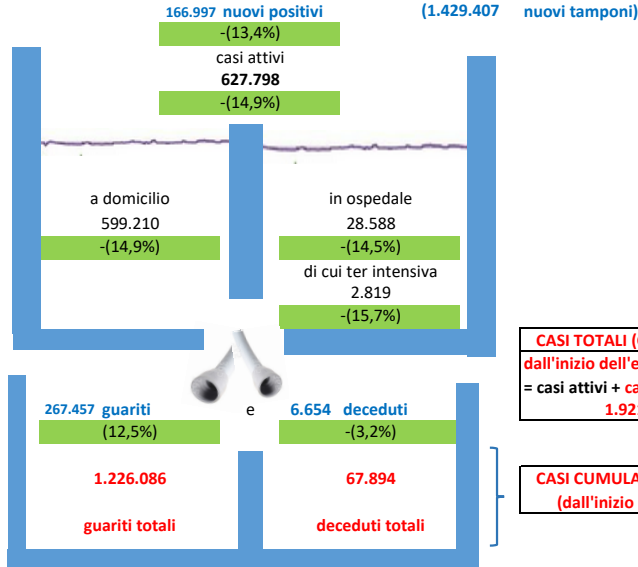 166.997 nuovi positivi (1.429.407 nuovi tamponi)
-(13,4%)
casi attivi
627.798
-(14,9%)
a domicilio
599.210
-(14,9%)
in ospedale
28.588
-(14,5%)
di cui ter intensiva
2.819
-(15,7%)
267.457 guariti
(12,5%)
e
6.654 deceduti
-(3,2%)
1.226.086
guariti totali
67.894
deceduti totali
CASI TOTALI (
dall'inizio dell'e
= casi attivi + ca
1.92
CASI CUMULA
(dall'inizio